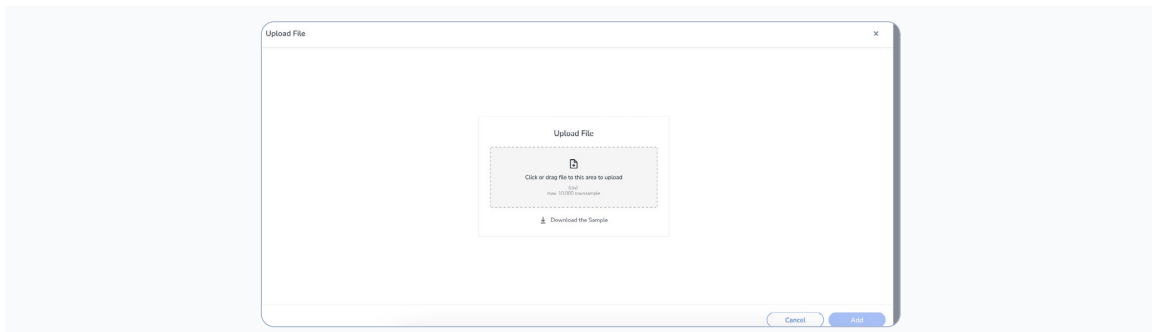 Upload File
×
Upload File
Click or drag file to this area to upload
(csv)
max. 10,000 rows
Download the Sample
Cancel
Add